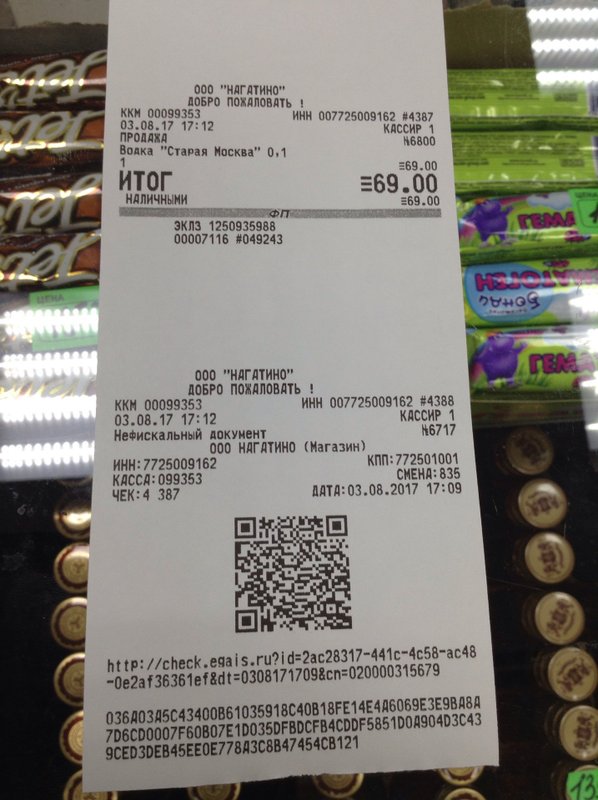 ООО "НАГАТИНО"
ДОБРО ПОЖАЛОВАТЬ !
ККМ 00099353 ИНН 007725009162 #4387
03.08.17 17:12 КАССИР 1
ПРОДАЖА №6800
Водка "Старая Москва" 0,1
1 ≡69.00
ИТОГ ≡69.00
НАЛИЧНЫМИ ≡69.00
ФП
ЭКЛЗ 1250935988
00007116 #049243
ООО "НАГАТИНО"
ДОБРО ПОЖАЛОВАТЬ !
ККМ 00099353 ИНН 007725009162 #4388
03.08.17 17:12 КАССИР 1
Нефискальный документ №6717
ООО НАГАТИНО (Магазин)
ИНН:7725009162 КПП:772501001
КАССА:099353 СМЕНА:835
ЧЕК:4 387 ДАТА:03.08.2017 17:09
http://check.egais.ru?id=2ac28317-441c-4c58-ac48
-0e2af36361ef&dt=0308171709&cn=020000315679
036A03A5C43400B61035918C40B18FE14E4A6069E3E9BA8A
7D6CD0007F60B07E1D035DFBDCFB4CDDF5851D0A904D3C43
9CED3DEB45EE0E778A3C8B47454CB121
ЦЕНА
ГЕМА
БОНДИ
МАТОГЕН
ГЕМА
13